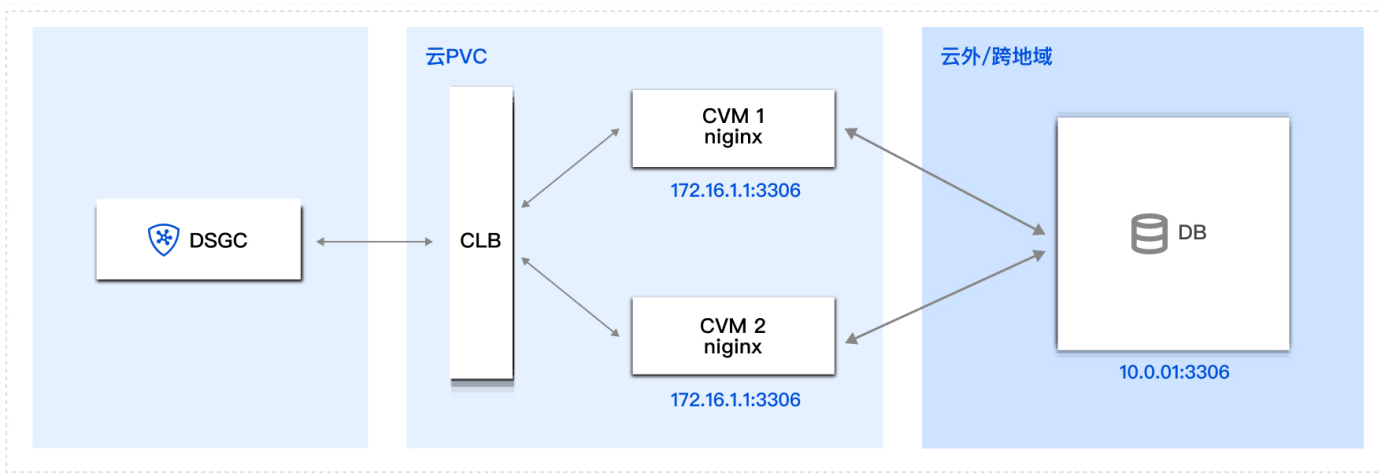 云PVC
云外/跨地域
DSGC
CLB
CVM 1
niginx
172.16.1.1:3306
CVM 2
niginx
172.16.1.1:3306
DB
10.0.01:3306